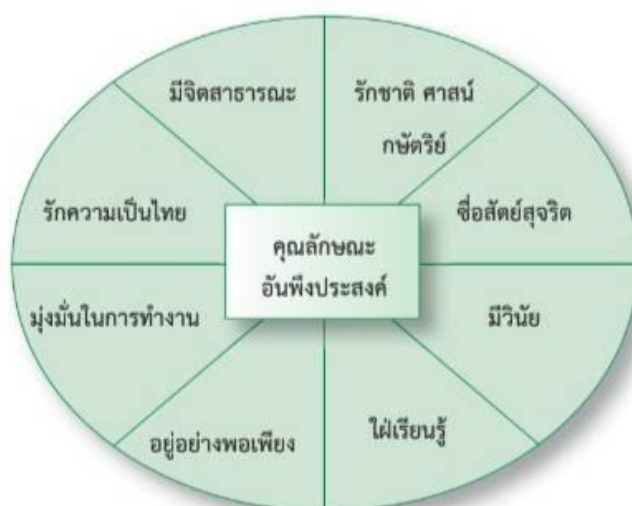 มีจิตสาธารณะ
รักชาติ ศาสน์
กษัตริย์
รักความเป็นไทย
ซื่อสัตย์สุจริต
คุณลักษณะ
อันพึงประสงค์
มุ่งมั่นในการทำงาน
มีวินัย
อยู่อย่างพอเพียง
ใฝ่เรียนรู้